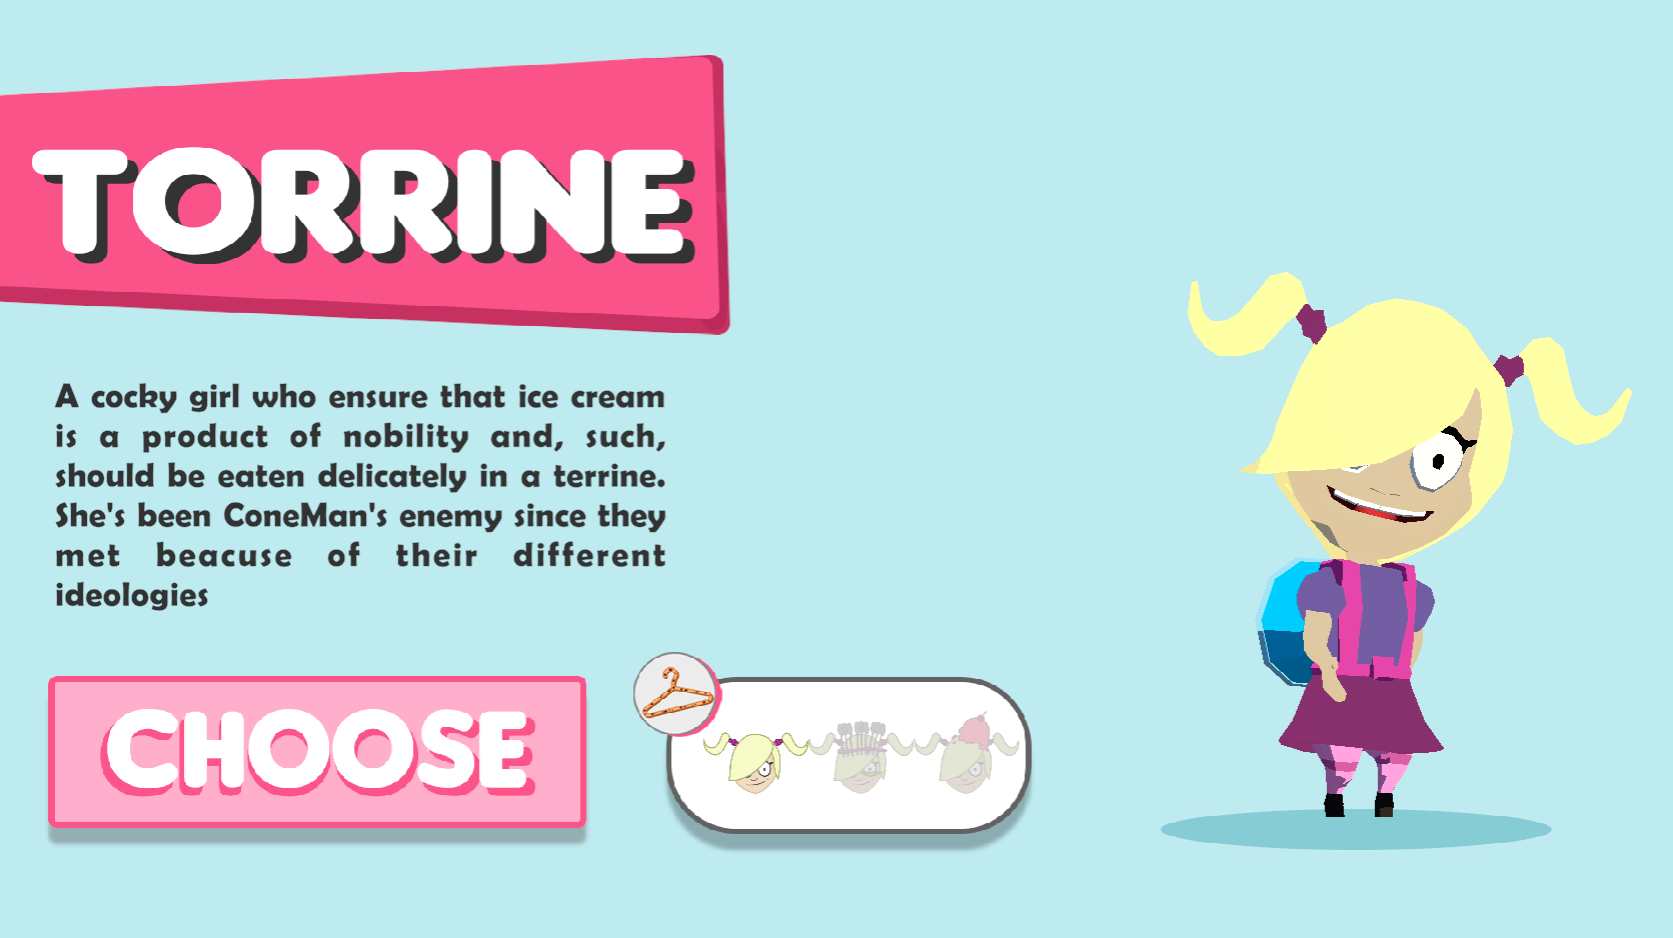 TORRINE
A cocky girl who ensure that ice cream
is a product of nobility and, such,
should be eaten delicately in a terrine.
She's been ConeMan's enemy since they
met beacuse of their different
ideologies
CHOOSE